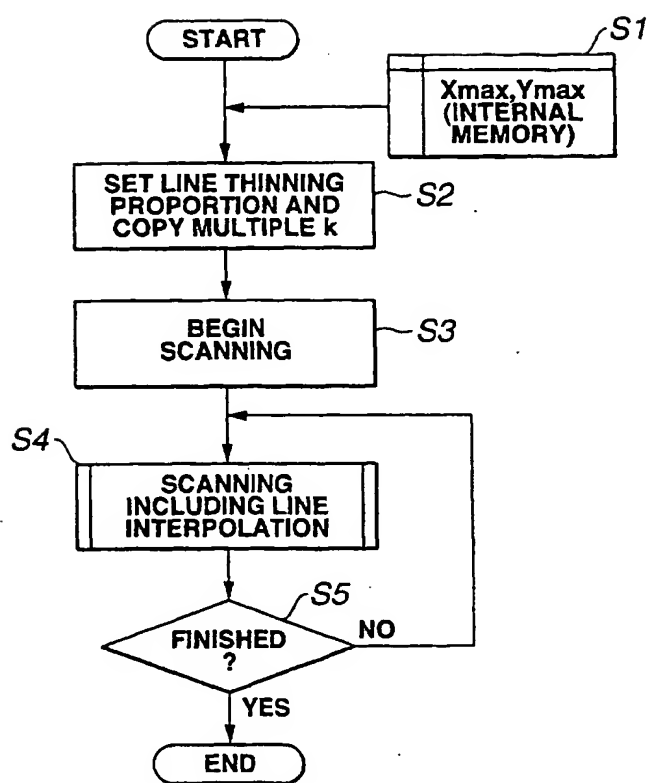 START
S1
Xmax,Ymax
(INTERNAL
MEMORY)
SET LINE THINNING
PROPORTION AND
COPY MULTIPLE k
S2
BEGIN
SCANNING
S3
S4
SCANNING
INCLUDING LINE
INTERPOLATION
S5
FINISHED
?
NO
YES
END